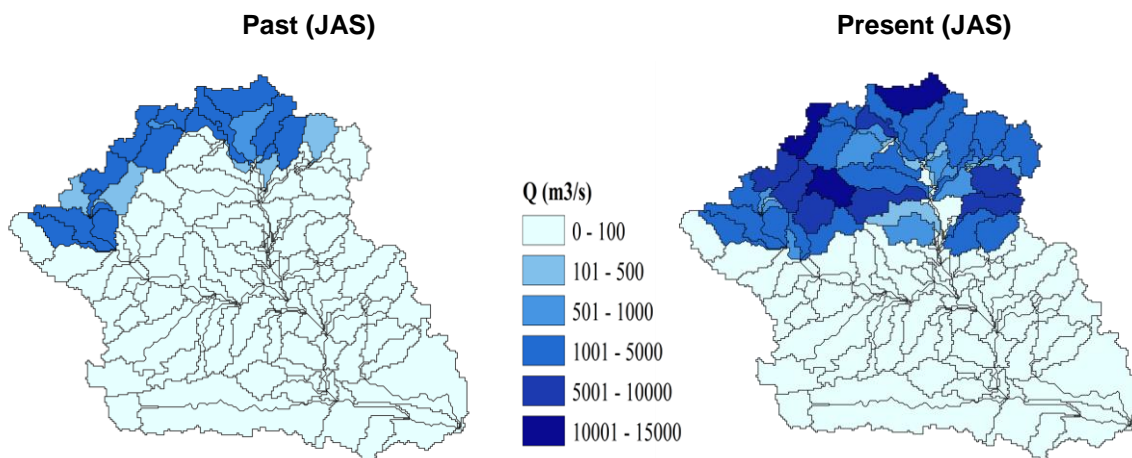 Past (JAS)
Present (JAS)
Q (m3/s)
0 - 100
101 - 500
501 - 1000
1001 - 5000
5001 - 10000
10001 - 15000